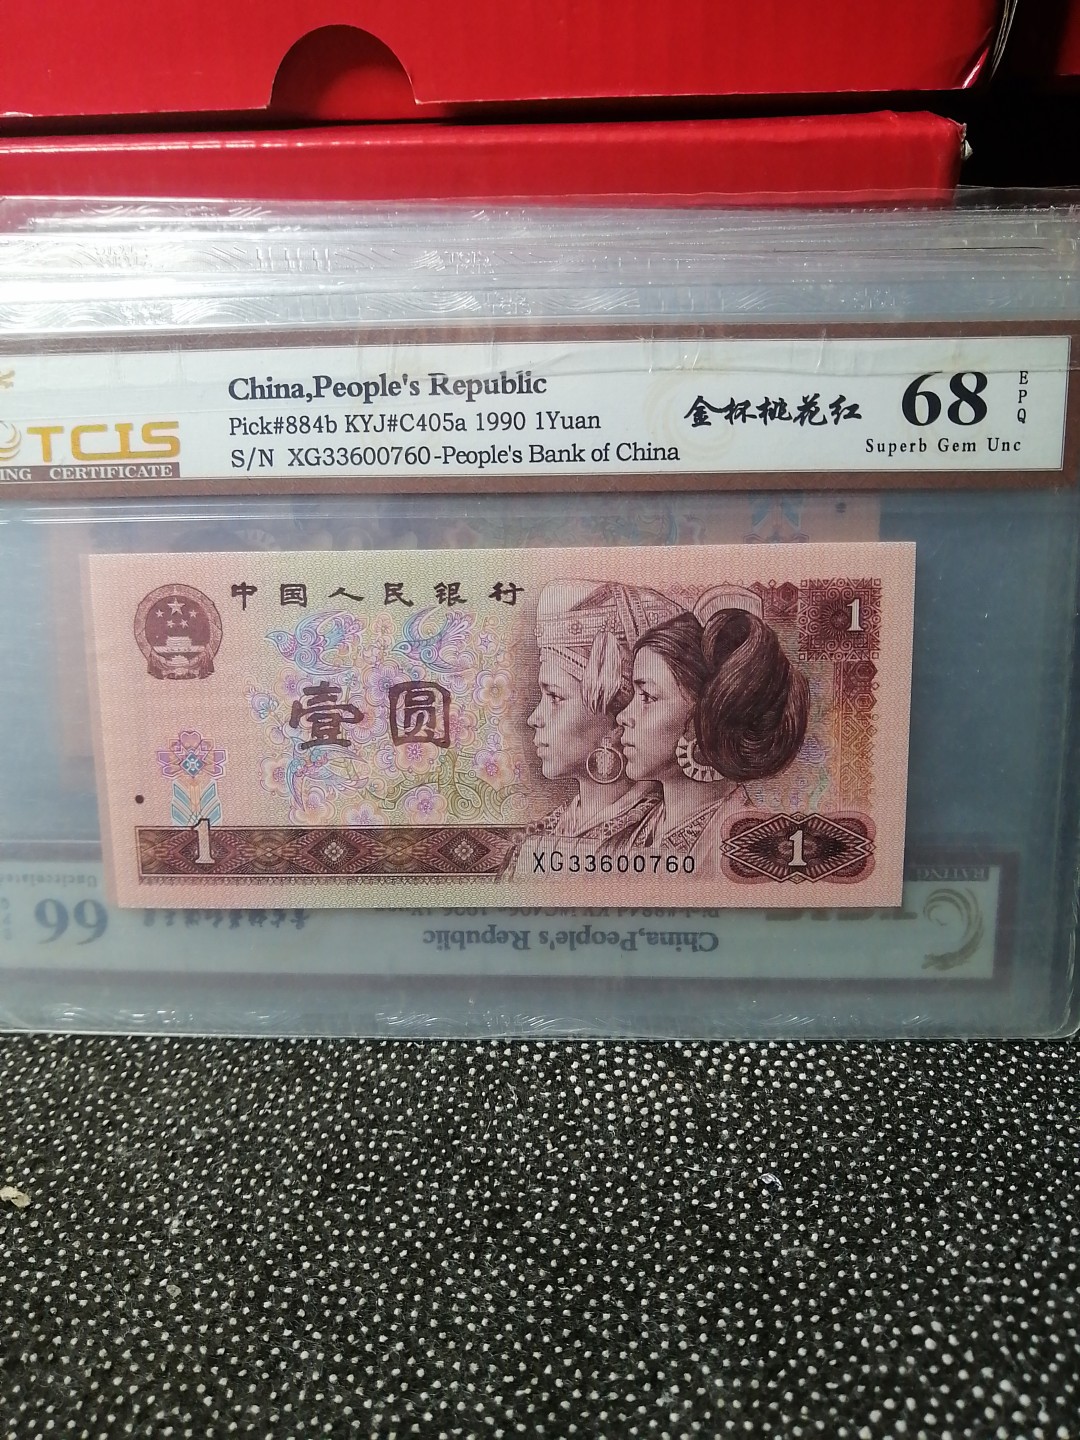 China,People's Republic
Pick#884b KYJ#C405a 1990 1Yuan
S/N XG33600760-People's Bank of China
金杯桃花红
68
EPQ
Superb Gem Unc
TCIS
ING CERTIFICATE
中国人民银行
1
壹圆
1
XG33600760
1
66
China,People's Republic
RATING